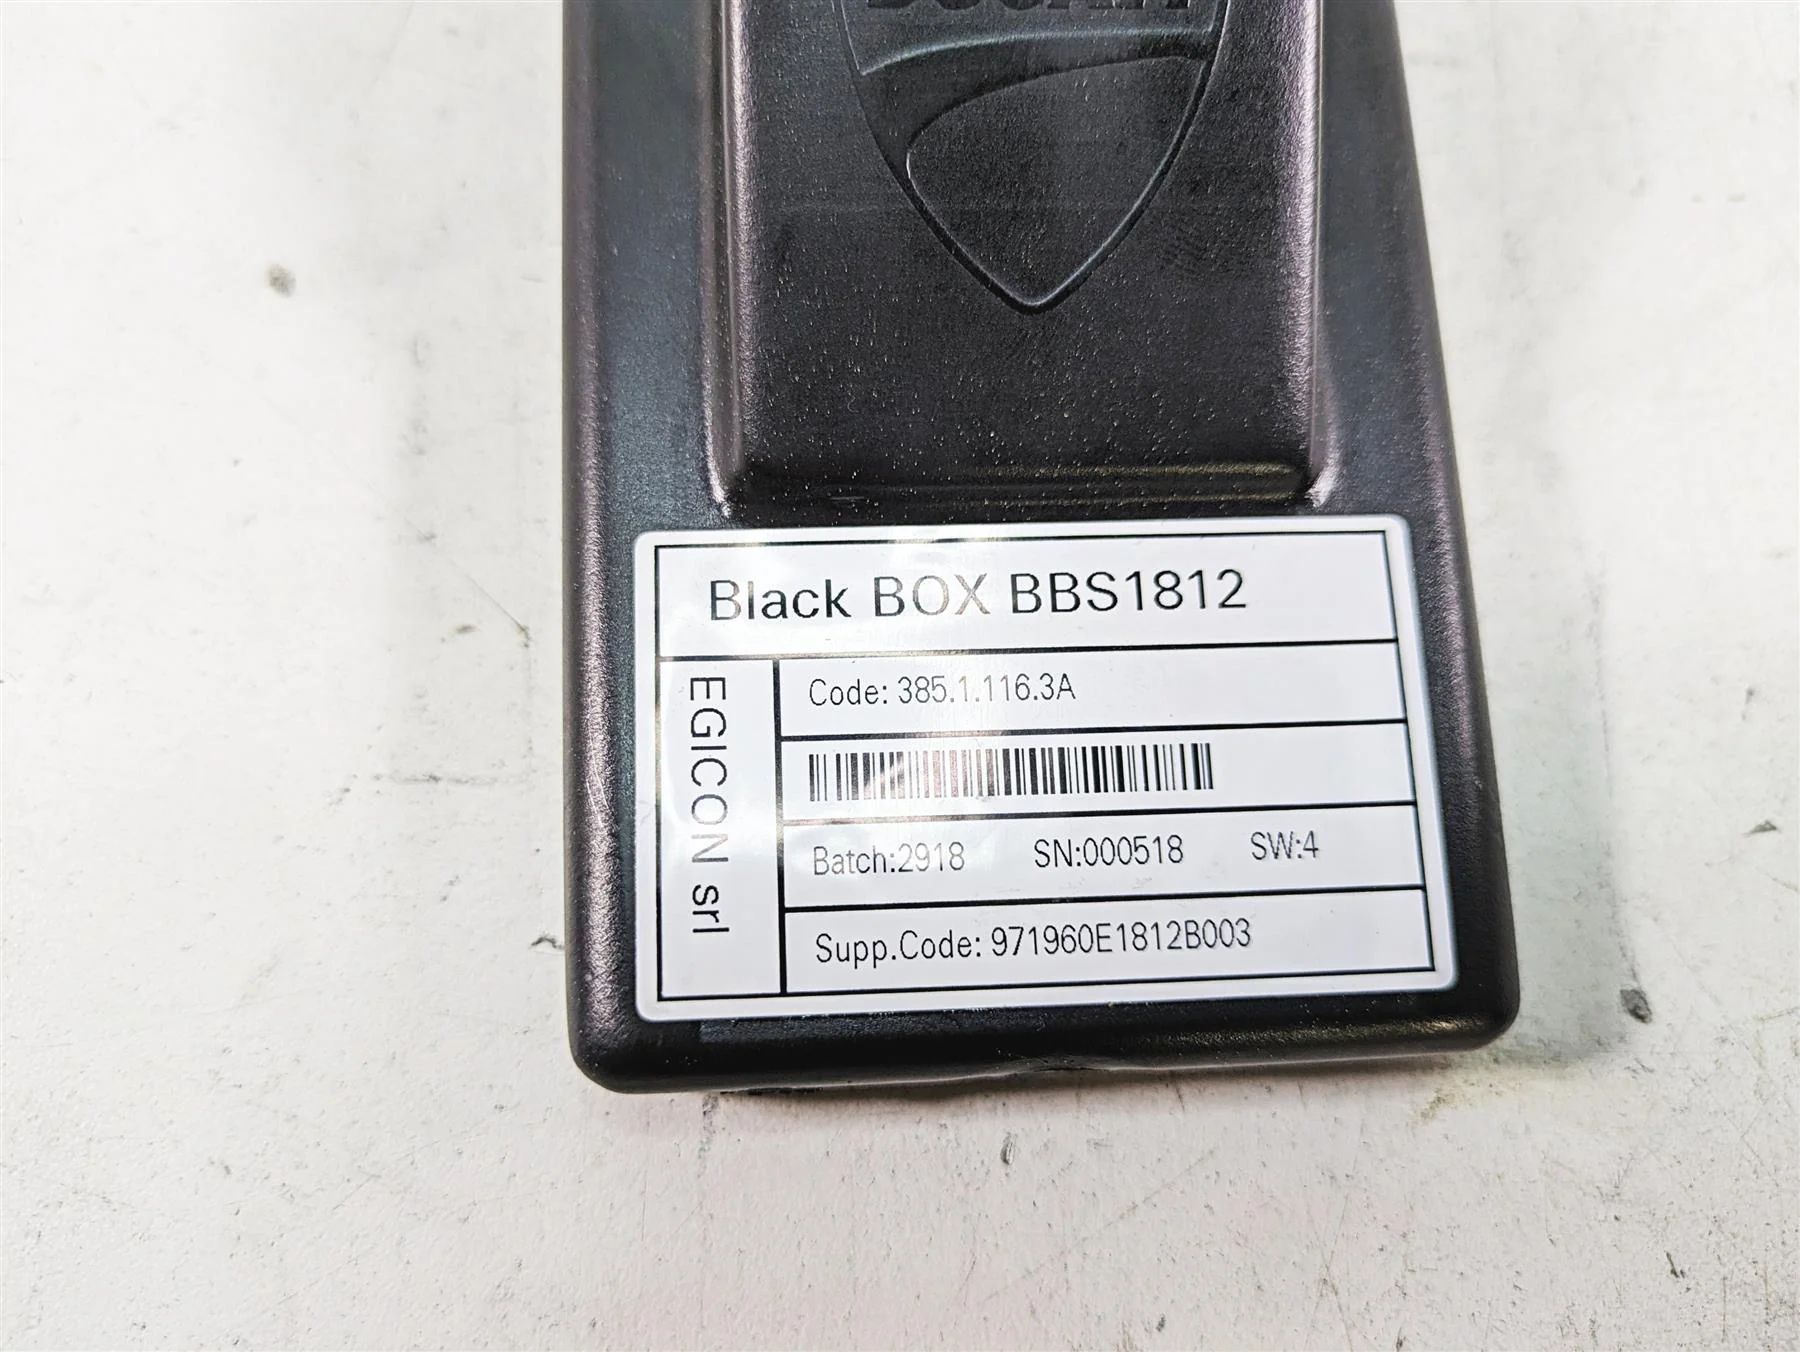 DUCATI
Black BOX BBS1812
EGICON srl
Code: 385.1.116.3A
Batch:2918 SN:000518 SW:4
Supp.Code: 971960E1812B003